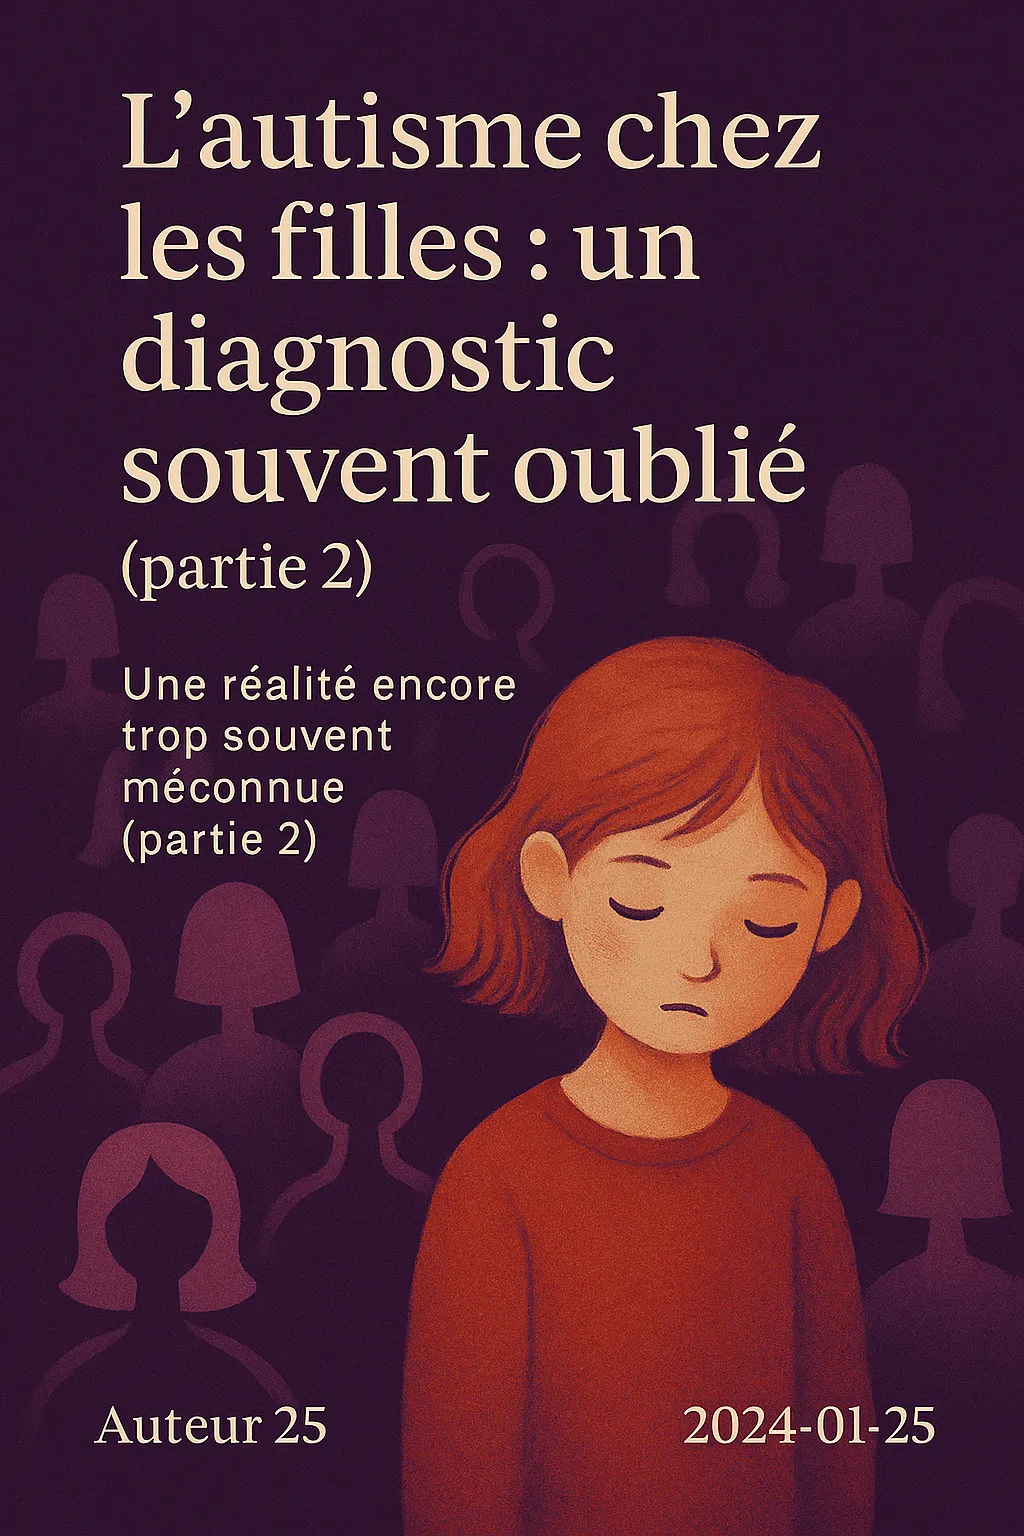 L’autisme chez
les filles : un
diagnostic
souvent oublié
(partie 2)
Une réalité encore
trop souvent
méconnue
(partie 2)
Auteur 25
2024-01-25